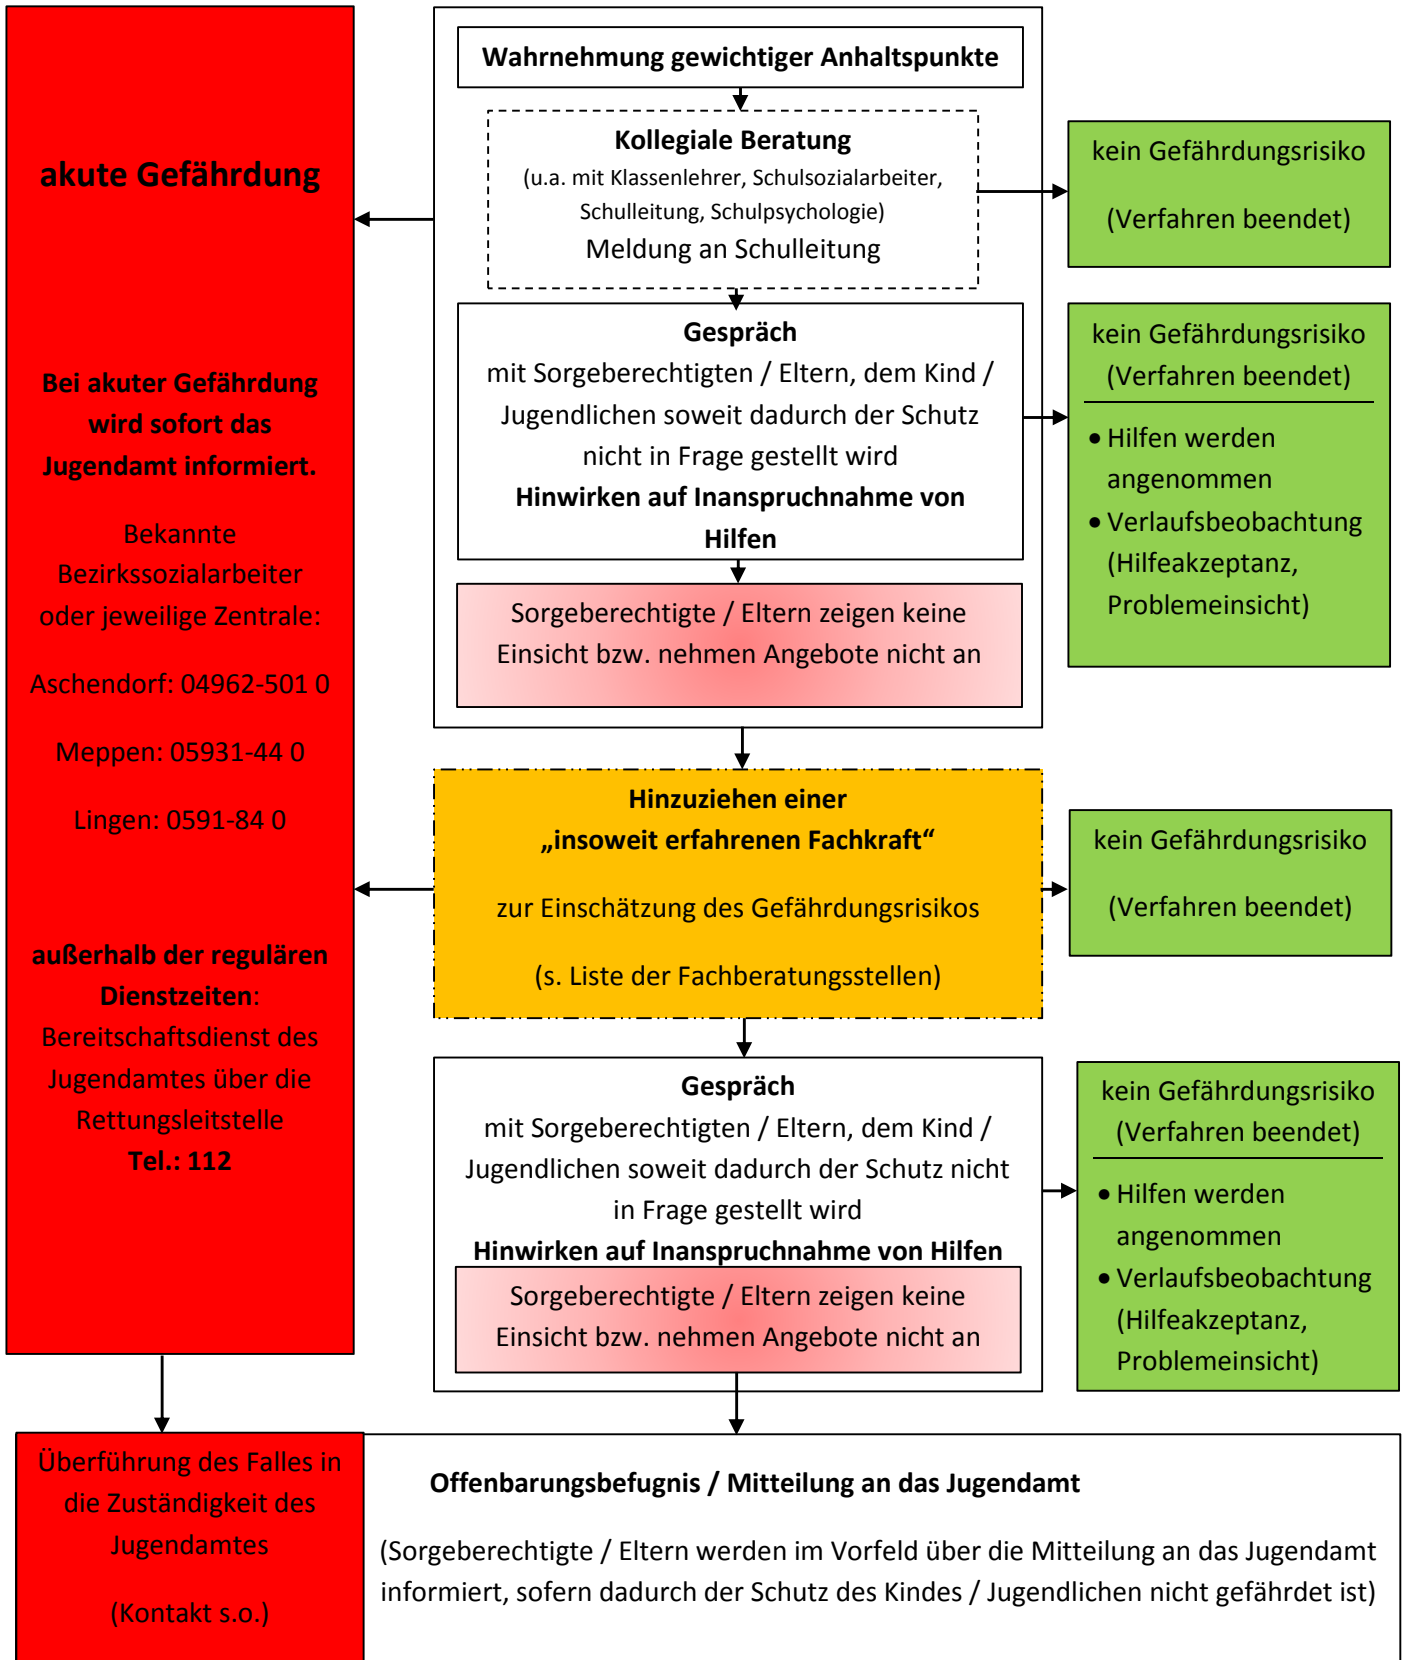 akute Gefährdung
Bei akuter Gefährdung
wird sofort das
Jugendamt informiert.
Bekannte
Bezirkssozialarbeiter
oder jeweilige Zentrale:
Aschendorf: 04962-501 0
Meppen: 05931-44 0
Lingen: 0591-84 0
außerhalb der regulären
Dienstzeiten:
Bereitschaftsdienst des
Jugendamtes über die
Rettungsleitstelle
Tel.: 112
Wahrnehmung gewichtiger Anhaltspunkte
Kollegiale Beratung
(u.a. mit Klassenlehrer, Schulsozialarbeiter,
Schulleitung, Schulpsychologie)
Meldung an Schulleitung
kein Gefährdungsrisiko
(Verfahren beendet)
Gespräch
mit Sorgeberechtigten / Eltern, dem Kind /
Jugendlichen soweit dadurch der Schutz
nicht in Frage gestellt wird
Hinwirken auf Inanspruchnahme von
Hilfen
kein Gefährdungsrisiko
(Verfahren beendet)
• Hilfen werden
angenommen
• Verlaufsbeobachtung
(Hilfeakzeptanz,
Problemeinsicht)
Sorgeberechtigte / Eltern zeigen keine
Einsicht bzw. nehmen Angebote nicht an
Hinzuziehen einer
„insoweit erfahrenen Fachkraft“
zur Einschätzung des Gefährdungsrisikos
(s. Liste der Fachberatungsstellen)
kein Gefährdungsrisiko
(Verfahren beendet)
Gespräch
mit Sorgeberechtigten / Eltern, dem Kind /
Jugendlichen soweit dadurch der Schutz nicht
in Frage gestellt wird
Hinwirken auf Inanspruchnahme von Hilfen
Sorgeberechtigte / Eltern zeigen keine
Einsicht bzw. nehmen Angebote nicht an
kein Gefährdungsrisiko
(Verfahren beendet)
• Hilfen werden
angenommen
• Verlaufsbeobachtung
(Hilfeakzeptanz,
Problemeinsicht)
Überführung des Falles in
die Zuständigkeit des
Jugendamtes
(Kontakt s.o.)
Offenbarungsbefugnis / Mitteilung an das Jugendamt
(Sorgeberechtigte / Eltern werden im Vorfeld über die Mitteilung an das Jugendamt
informiert, sofern dadurch der Schutz des Kindes / Jugendlichen nicht gefährdet ist)